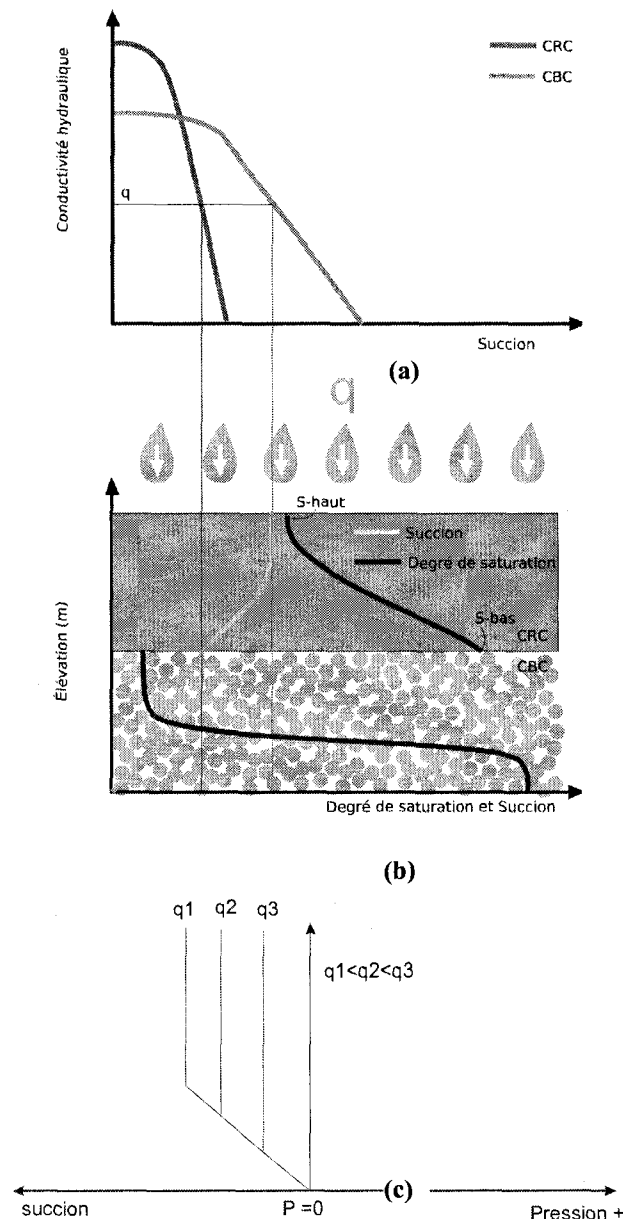 Conductivité hydraulique
CRC
CBC
q
Succion
(a)
q
S-haut
Succion
Degré de saturation
S-bas
CRC
CBC
Élévation (m)
Degré de saturation et Succion
(b)
q1 q2 q3
q1<q2<q3
succion P =0 (c) Pression +